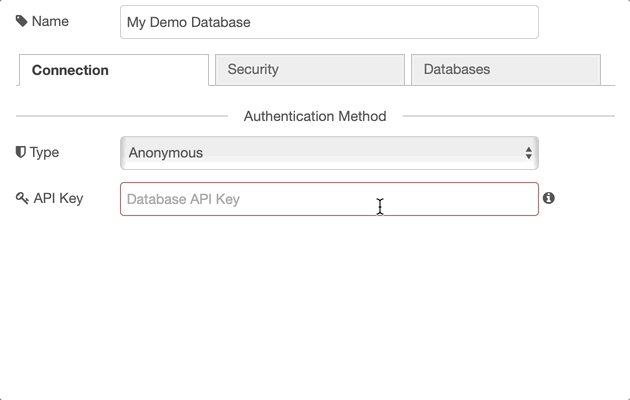 Name My Demo Database
Connection Security Databases
Authentication Method
Type Anonymous
API Key Database API Key